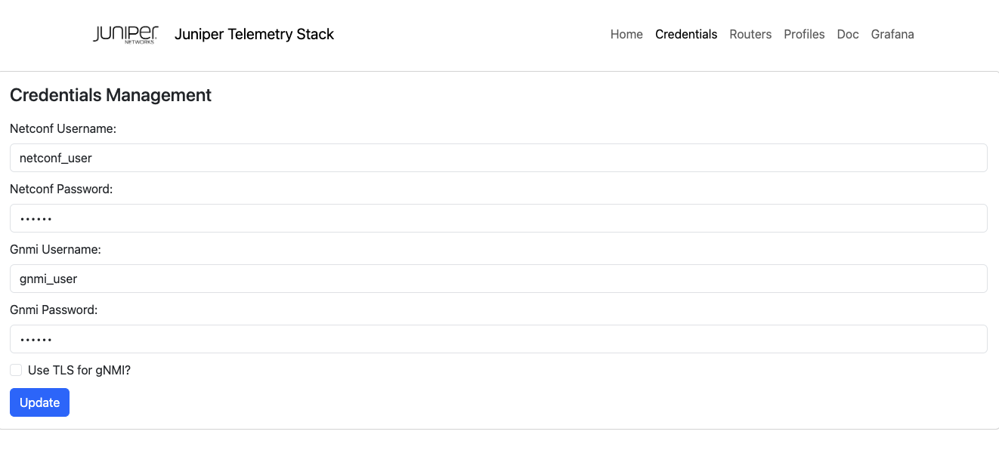 JUNIPER NETWORKS Juniper Telemetry Stack Home Credentials Routers Profiles Doc Grafana
Credentials Management
Netconf Username:
netconf_user
Netconf Password:
••••••
Gnmi Username:
gnmi_user
Gnmi Password:
••••••
Use TLS for gNMI?
Update